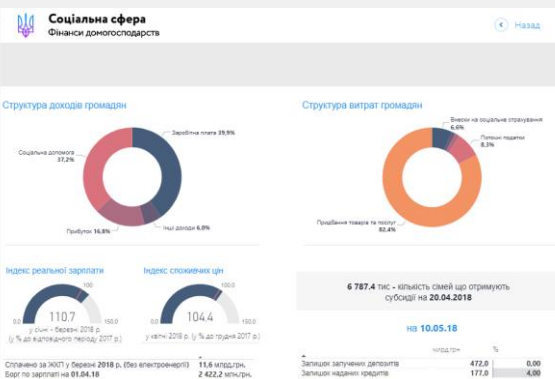 Соціальна сфера
Фінанси домогосподарств
Назад
Структура доходів громадян
Структура витрат громадян
Заробітна плата 39,9%
Соціальна допомога
37,2%
Прибуток 16,8%
Інші доходи 6,0%
Внески на соціальне страхування
6,6%
Поточні податки
8,3%
Придбання товарів та послуг
82,4%
Індекс реальної зарплати
Індекс споживчих цін
100
0,0
110.7
150,0
у січні - березні 2018 р
(у % до відповідного періоду 2017 р.)
100
0,0
104.4
150,0
у квітні 2018 р. (у % до грудня 2017 р.)
6 787.4 тис - кількість сімей що отримують
субсидії на 20.04.2018
на 10.05.18
млрд.грн %
Сплачено за ЖКП у березні 2018 р, (без електроенергії) 11,6 млрд.грн.
Борг по зарплаті на 01.04.18 2 422,2 млн.грн.
Залишок залучених депозитів 472,0 0,00
Залишок наданих кредитів 177,0 4,00